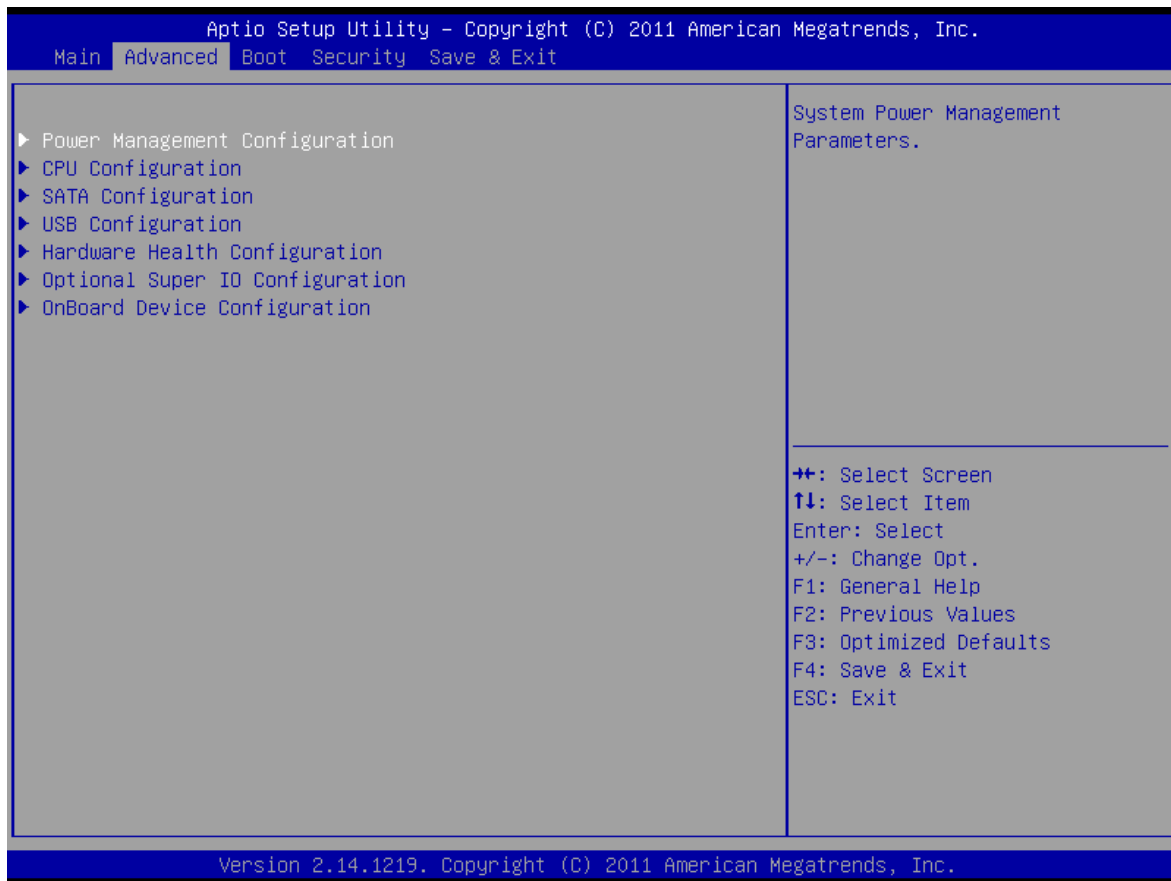 Aptio Setup Utility – Copyright (C) 2011 American Megatrends, Inc.
Main Advanced Boot Security Save & Exit
▶ Power Management Configuration
▶ CPU Configuration
▶ SATA Configuration
▶ USB Configuration
▶ Hardware Health Configuration
▶ Optional Super IO Configuration
▶ OnBoard Device Configuration
System Power Management
Parameters.
→←: Select Screen
↑↓: Select Item
Enter: Select
+/-: Change Opt.
F1: General Help
F2: Previous Values
F3: Optimized Defaults
F4: Save & Exit
ESC: Exit
Version 2.14.1219. Copyright (C) 2011 American Megatrends, Inc.